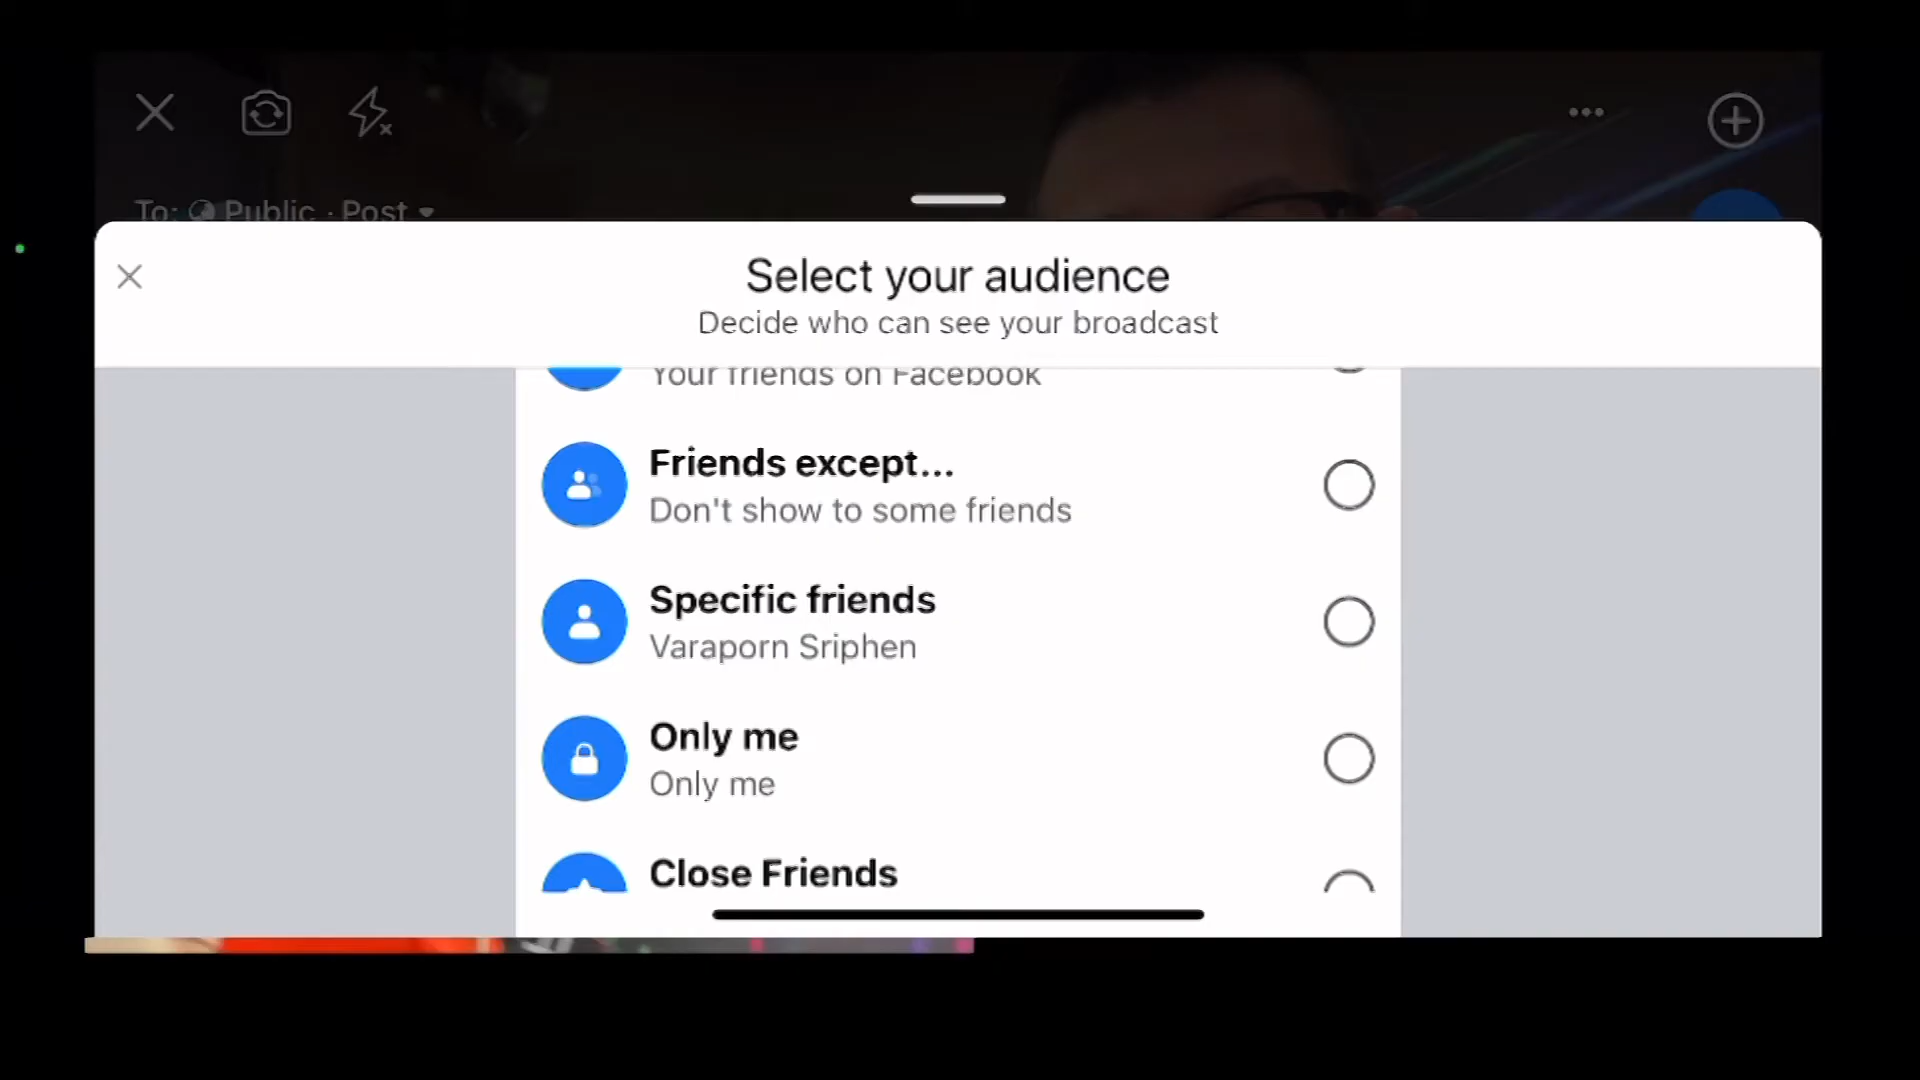 To: Public · Post
Select your audience
Decide who can see your broadcast
Your friends on Facebook
Friends except...
Don't show to some friends
Specific friends
Varaporn Sriphen
Only me
Only me
Close Friends